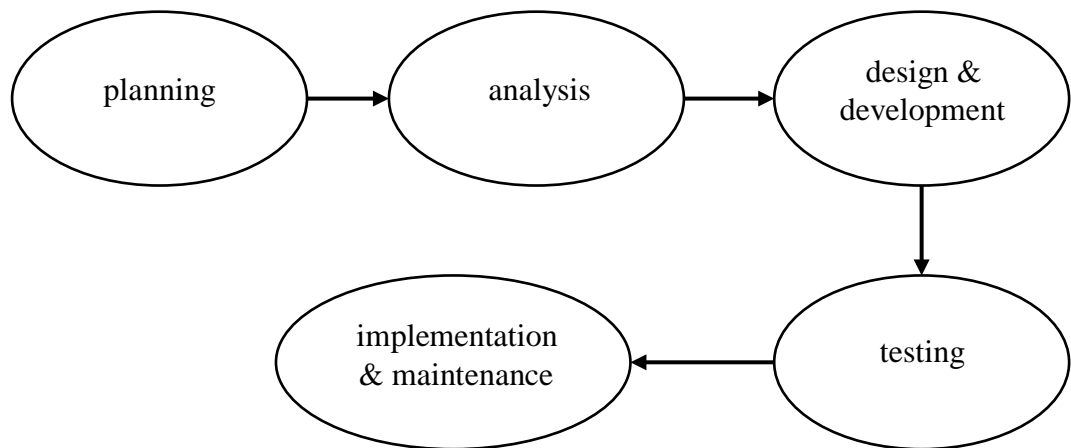 planning
analysis
design &
development
testing
implementation
& maintenance